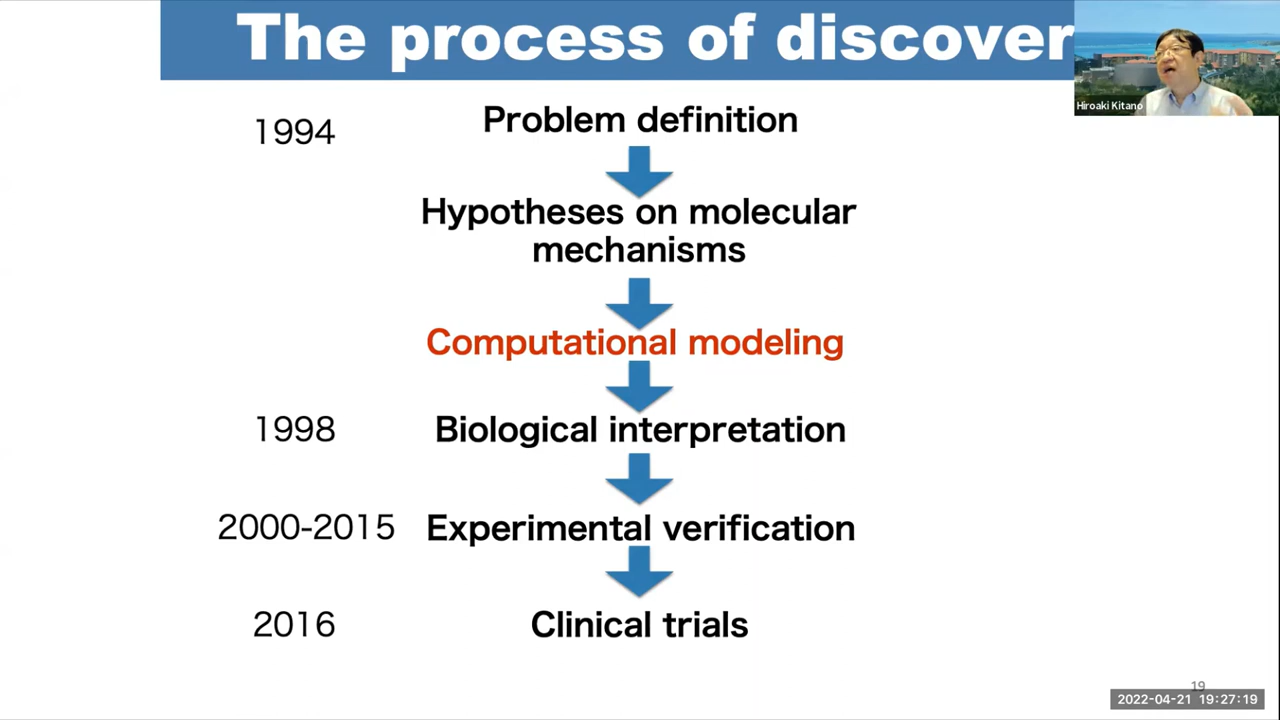 The process of discover
Hiroaki Kitano
1994
Problem definition
Hypotheses on molecular
mechanisms
Computational modeling
1998
Biological interpretation
2000-2015
Experimental verification
2016
Clinical trials
19
2022-04-21 19:27:19